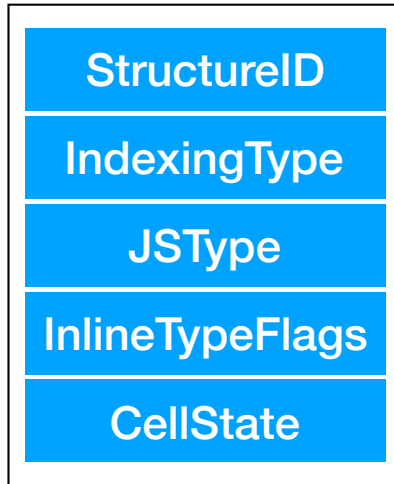 StructureID
IndexingType
JSType
InlineTypeFlags
CellState